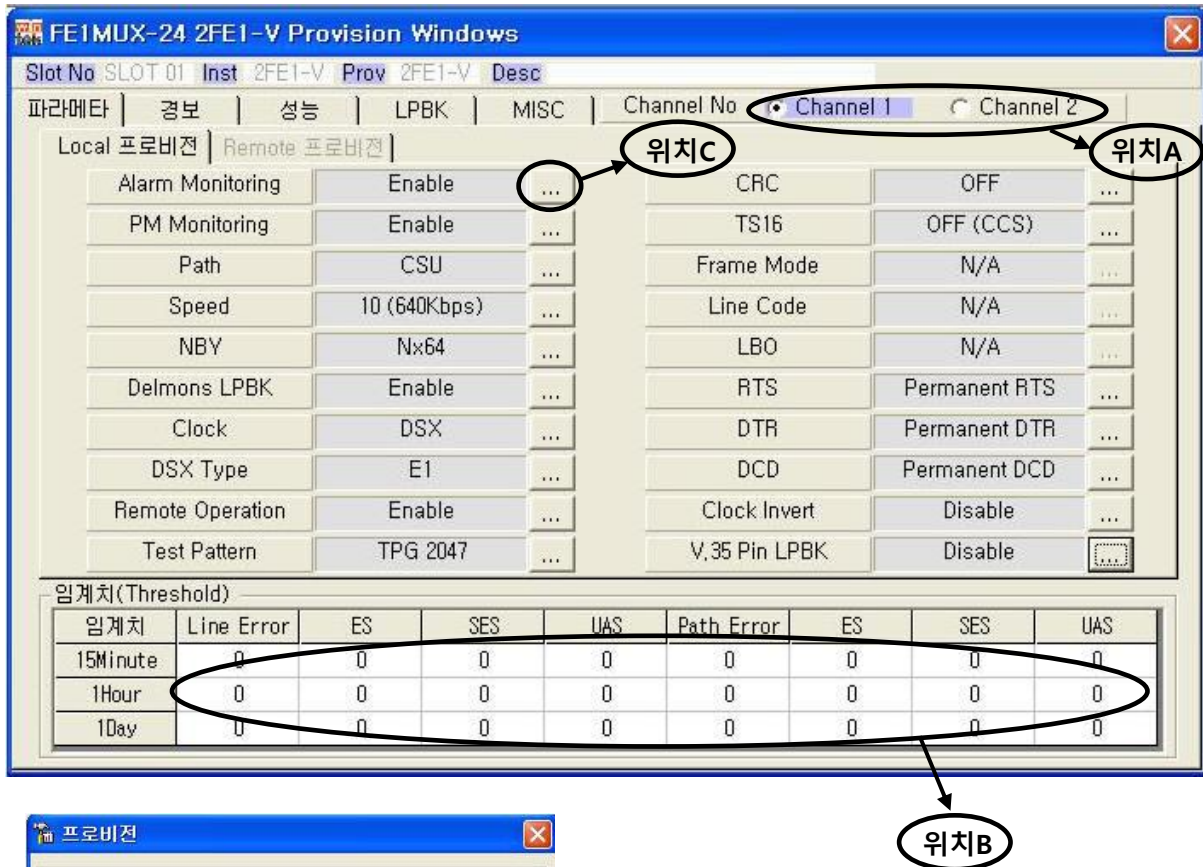 FE1MUX-24 2FE1-V Provision Windows
Slot No SLOT 01 Inst 2FE1-V Prov 2FE1-V Desc
파라메타 경보 성능 LPBK MISC Channel No Channel 1 Channel 2
Local 프로비전 Remote 프로비전 위치C 위치A
Alarm Monitoring Enable ... CRC OFF ...
PM Monitoring Enable ... TS16 OFF (CCS) ...
Path CSU ... Frame Mode N/A ...
Speed 10 (640Kbps) ... Line Code N/A ...
NBY Nx64 ... LBO N/A ...
Delmons LPBK Enable ... RTS Permanent RTS ...
Clock DSX ... DTR Permanent DTR ...
DSX Type E1 ... DCD Permanent DCD ...
Remote Operation Enable ... Clock Invert Disable ...
Test Pattern TPG 2047 ... V,35 Pin LPBK Disable ...
임계치(Threshold)
임계치 Line Error ES SES UAS Path Error ES SES UAS
15Minute 0 0 0 0 0 0 0 0
1Hour 0 0 0 0 0 0 0 0
1Day 0 0 0 0 0 0 0 0
프로비전
위치B